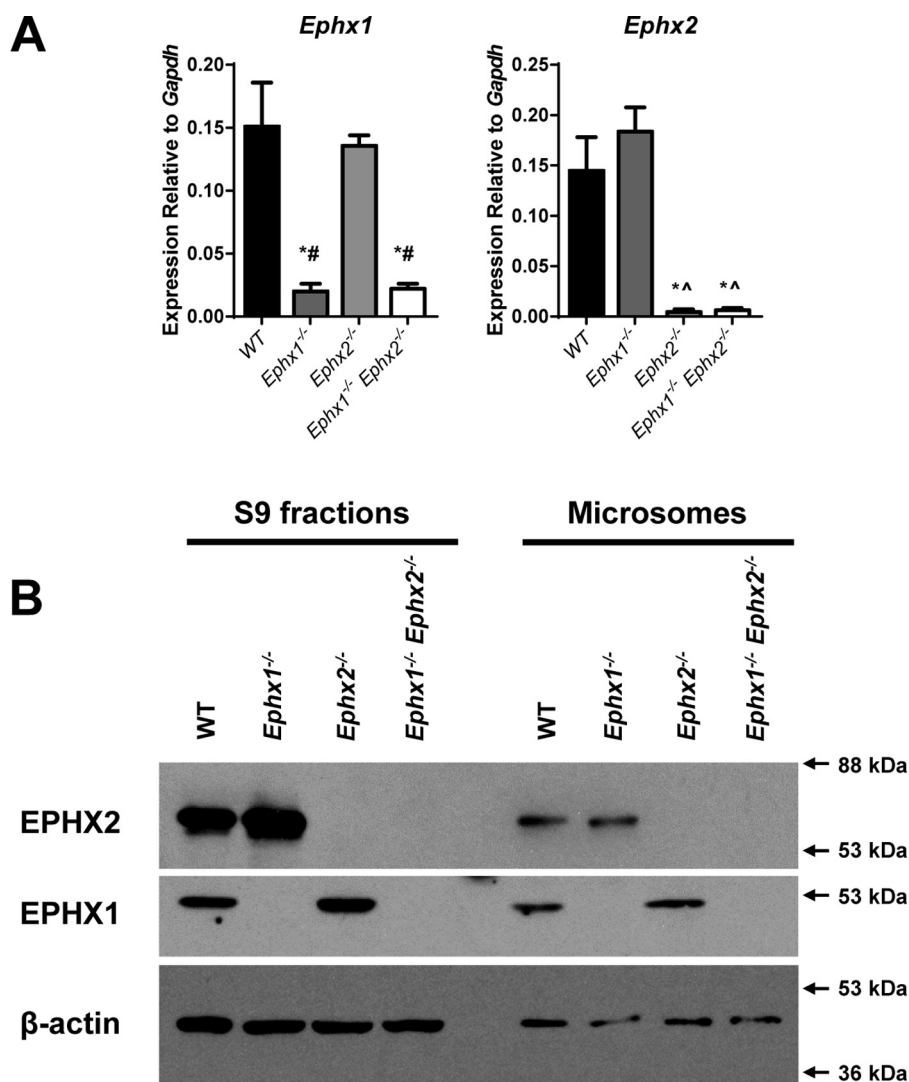 A
Ephx1
Ephx2
Expression Relative to Gapdh
0.20
0.15
0.10
0.05
0.00
*#
*#
WT
Ephx1-/-
Ephx2-/-
Ephx1-/- Ephx2-/-
Expression Relative to Gapdh
0.25
0.20
0.15
0.10
0.05
0.00
*^
*^
WT
Ephx1-/-
Ephx2-/-
Ephx1-/- Ephx2-/-
S9 fractions
Microsomes
B
WT
Ephx1-/-
Ephx2-/-
Ephx1-/- Ephx2-/-
WT
Ephx1-/-
Ephx2-/-
Ephx1-/- Ephx2-/-
EPHX2
88 kDa
53 kDa
EPHX1
53 kDa
β-actin
53 kDa
36 kDa